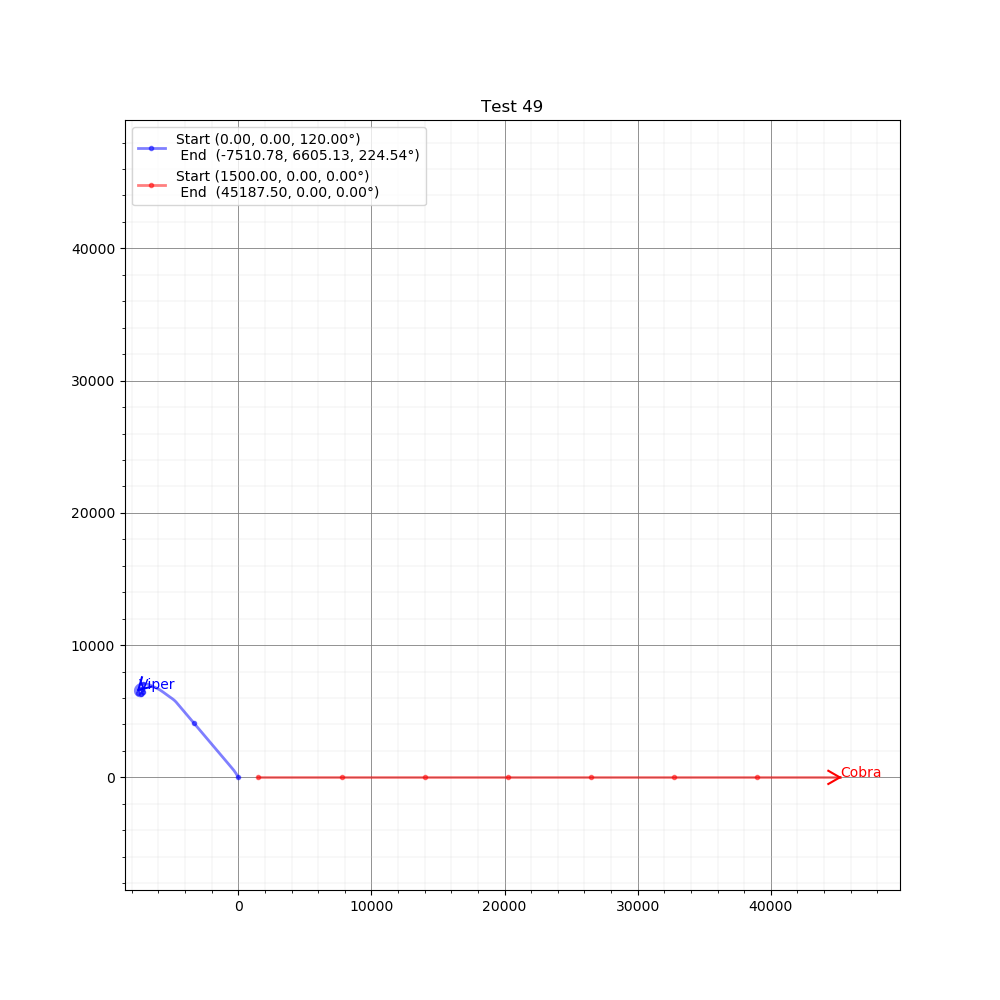 Test 49
Start (0.00, 0.00, 120.00°)
End  (-7510.78, 6605.13, 224.54°)
Start (1500.00, 0.00, 0.00°)
End  (45187.50, 0.00, 0.00°)
40000
30000
20000
10000
0
Viper
Cobra
0
10000
20000
30000
40000